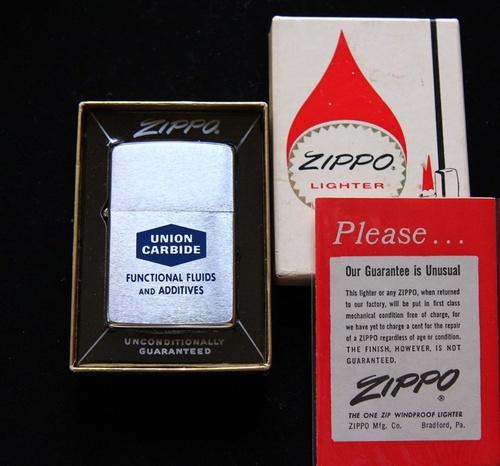 ZIPPO®
UNION
CARBIDE
FUNCTIONAL FLUIDS
AND ADDITIVES
UNCONDITIONALLY
GUARANTEED
ZIPPO®
LIGHTER
Please...
Our Guarantee is Unusual
This lighter or any ZIPPO, when returned
to our factory, will be put in first class
mechanical condition free of charge, for
we have yet to charge a cent for the repair
of a ZIPPO regardless of age or condition.
THE FINISH, HOWEVER, IS NOT
GUARANTEED.
ZIPPO®
THE ONE ZIP WINDPROOF LIGHTER
ZIPPO Mfg. Co. Bradford, Pa.